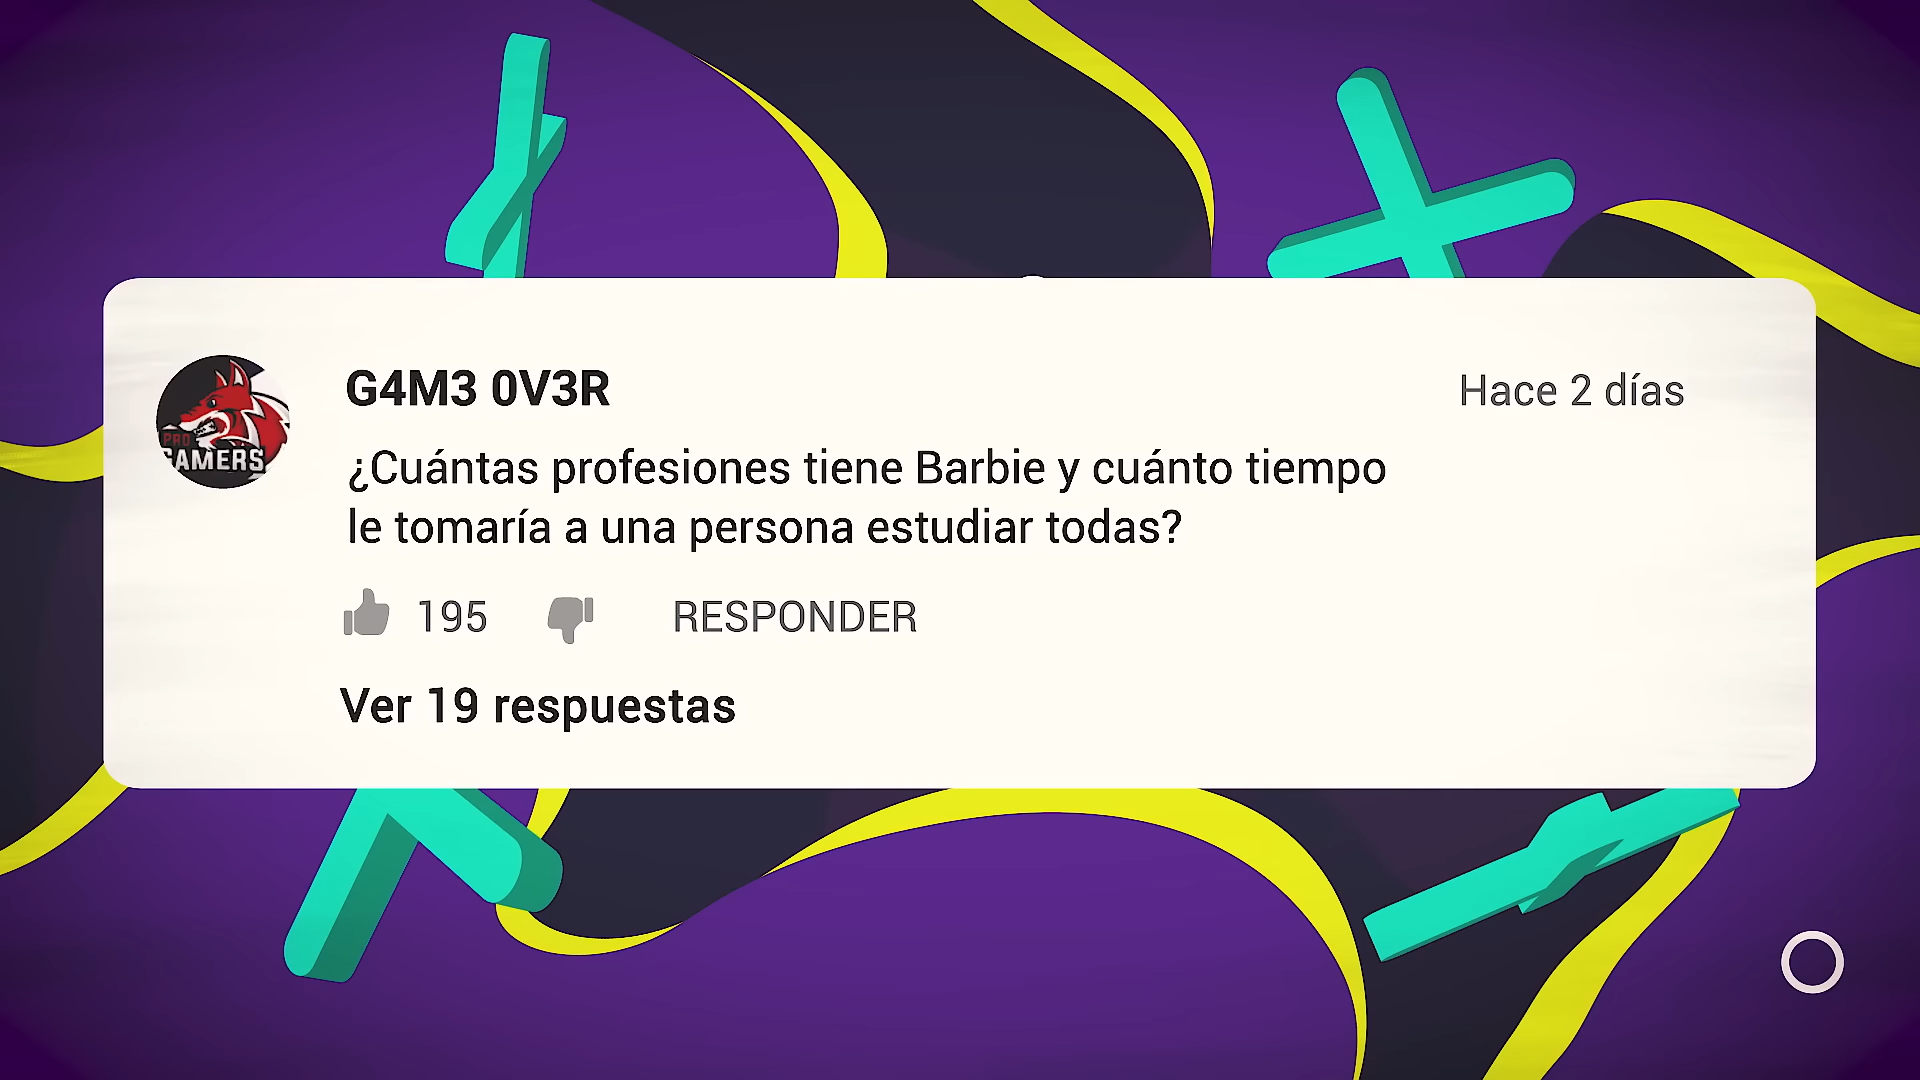 G4M3 0V3R
Hace 2 días
PRO
GAMERS
¿Cuántas profesiones tiene Barbie y cuánto tiempo
le tomaría a una persona estudiar todas?
195
RESPONDER
Ver 19 respuestas